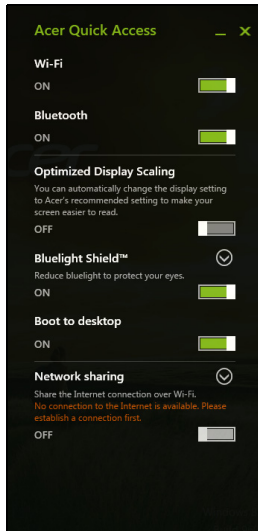 Acer Quick Access
Wi-Fi
ON
Bluetooth
ON
Optimized Display Scaling
You can automatically change the display setting
to Acer's recommended setting to make your
screen easier to read.
OFF
Bluelight Shield™
Reduce bluelight to protect your eyes.
ON
Boot to desktop
ON
Network sharing
Share the Internet connection over Wi-Fi.
No connection to the Internet is available. Please
establish a connection first.
OFF